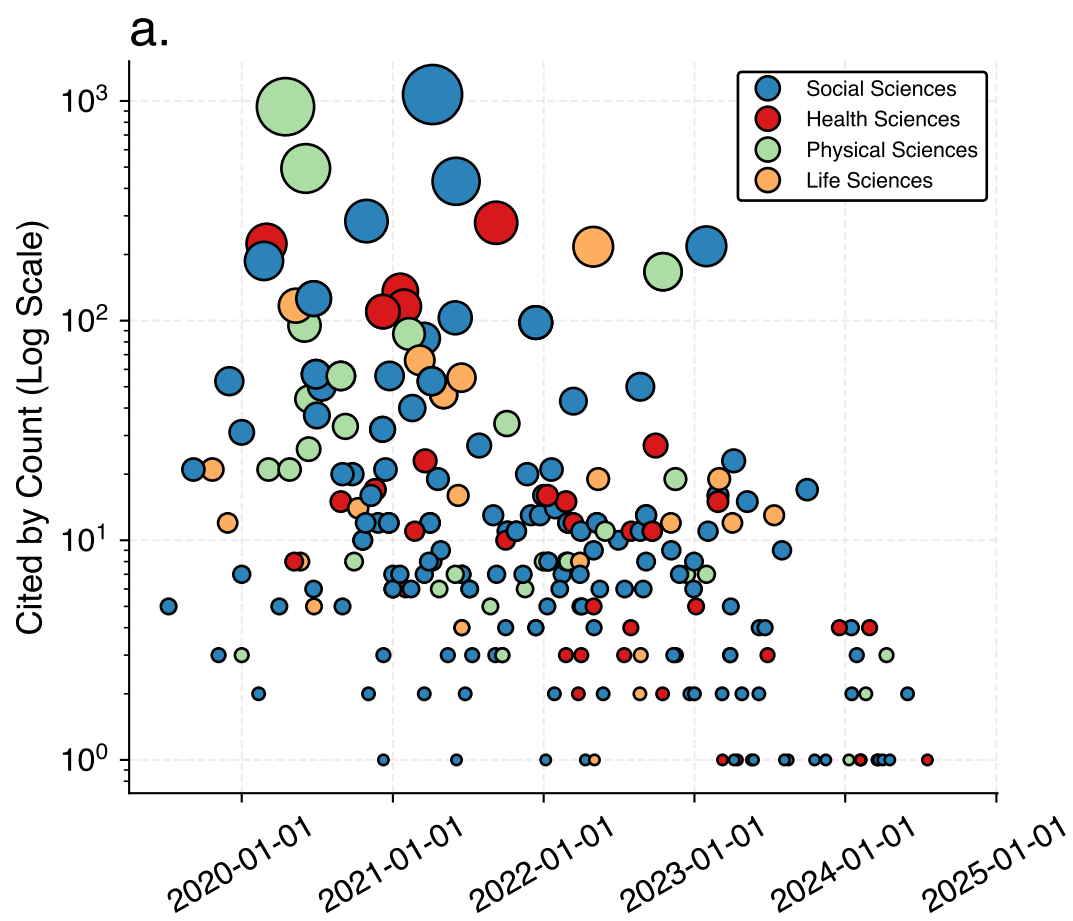 a.
Cited by Count (Log Scale)
10³
10²
10¹
10⁰
Social Sciences
Health Sciences
Physical Sciences
Life Sciences
2020-01-01
2021-01-01
2022-01-01
2023-01-01
2024-01-01
2025-01-01